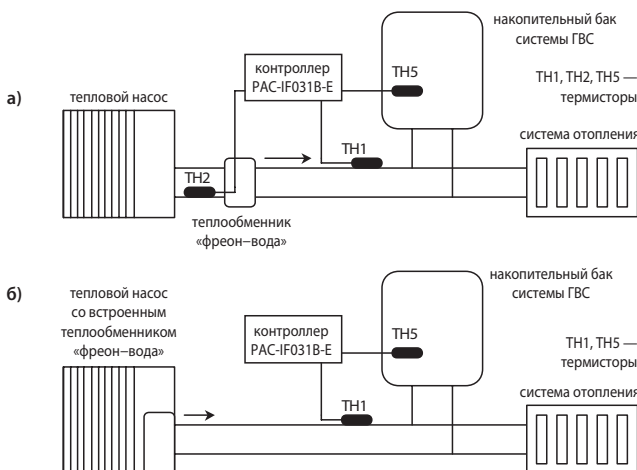 накопительный бак
системы ГВС
контроллер
PAC-IF031B-E
TH5
TH1, TH2, TH5 —
термисторы
а)
тепловой насос
TH1
система отопления
TH2
теплообменник
«фреон–вода»
б)
тепловой насос
со встроенным
теплообменником
«фреон–вода»
накопительный бак
системы ГВС
контроллер
PAC-IF031B-E
TH5
TH1, TH5 —
термисторы
TH1
система отопления